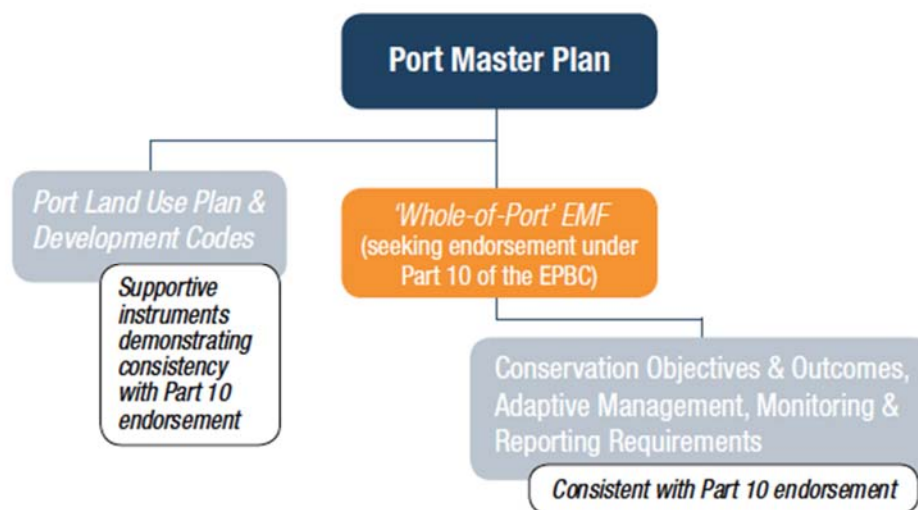 Port Master Plan
Port Land Use Plan &
Development Codes
Supportive
instruments
demonstrating
consistency
with Part 10
endorsement
‘Whole-of-Port’ EMF
(seeking endorsement under
Part 10 of the EPBC)
Conservation Objectives & Outcomes,
Adaptive Management, Monitoring &
Reporting Requirements
Consistent with Part 10 endorsement